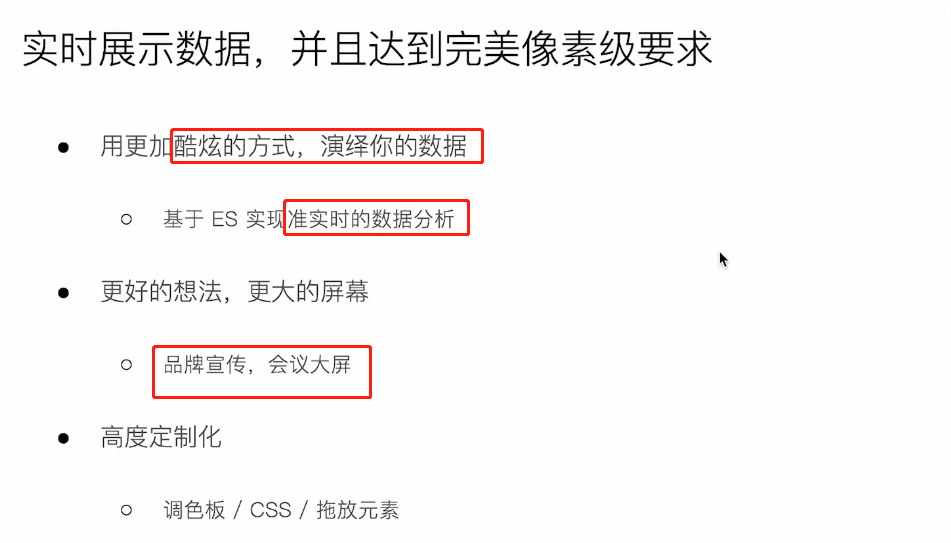 实时展示数据，并且达到完美像素级要求
用更加酷炫的方式，演绎你的数据
基于 ES 实现准实时的数据分析
更好的想法，更大的屏幕
品牌宣传，会议大屏
高度定制化
调色板 / CSS / 拖放元素